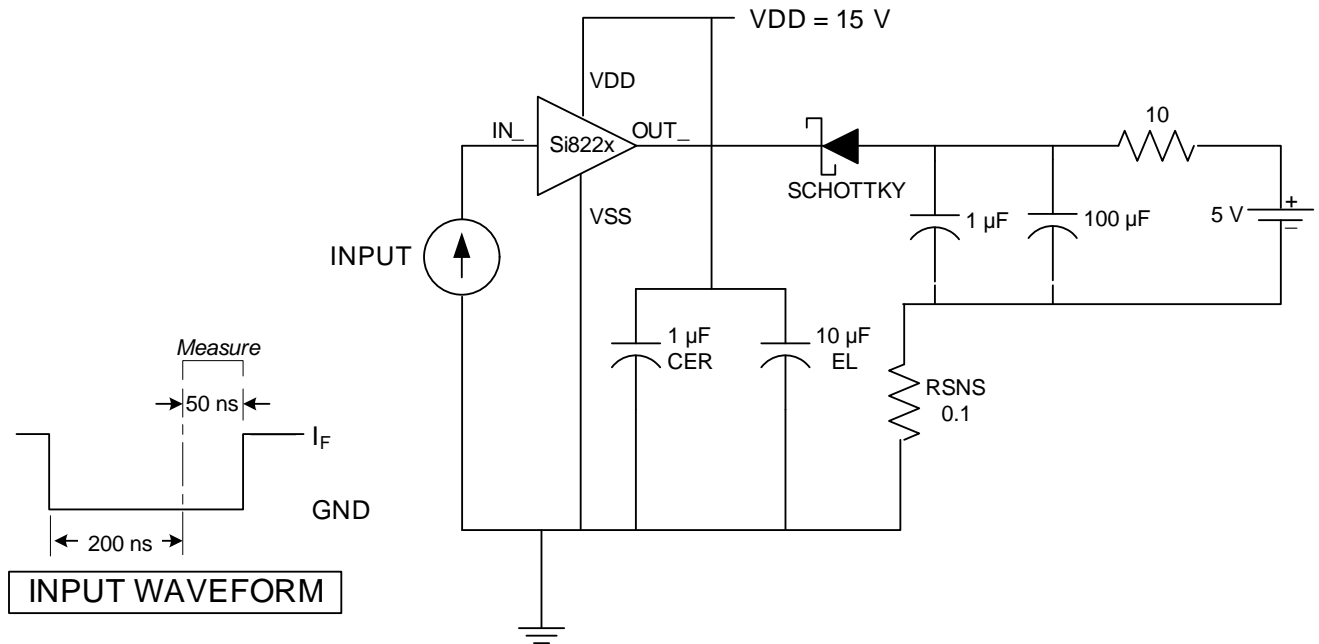 VDD = 15 V
VDD
IN_
Si822x
OUT_
SCHOTTKY
10
VSS
1 µF
100 µF
5 V
+
_
INPUT
1 µF
CER
10 µF
EL
RSNS
0.1
Measure
50 ns
IF
GND
200 ns
INPUT WAVEFORM